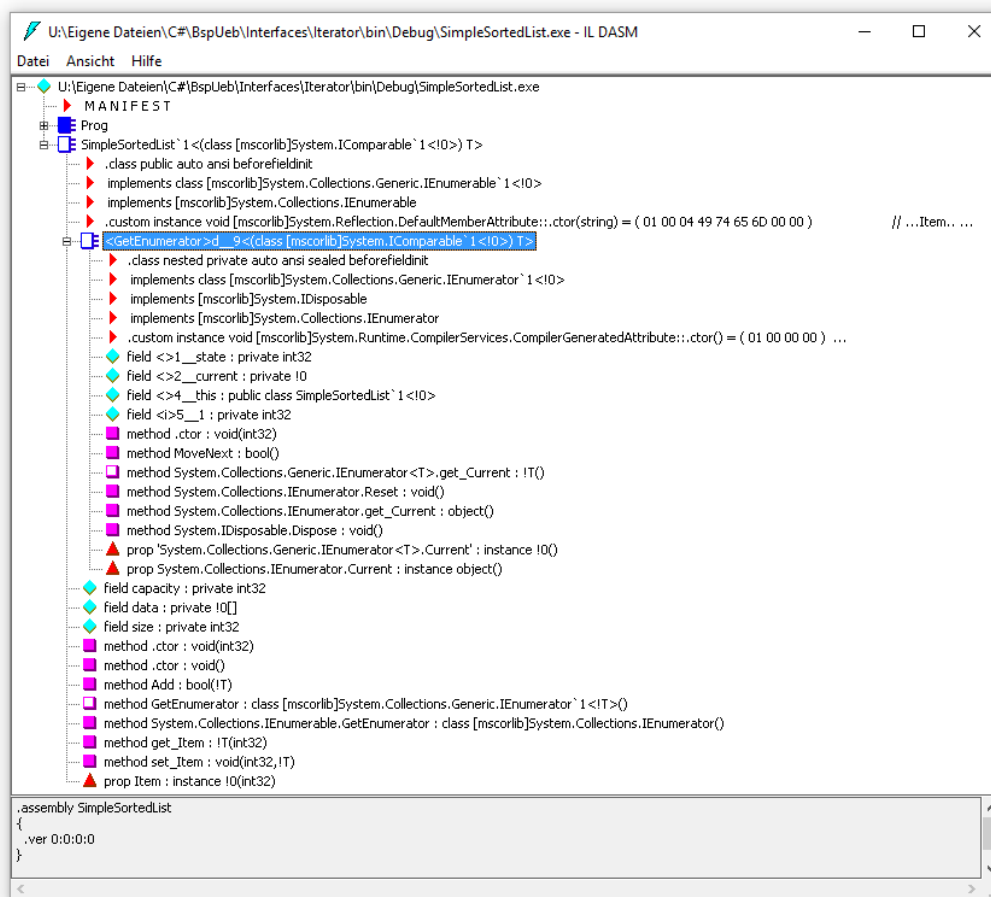 U:\Eigene Dateien\C#\BspUeb\Interfaces\Iterator\bin\Debug\SimpleSortedList.exe - IL DASM
Datei Ansicht Hilfe
U:\Eigene Dateien\C#\BspUeb\Interfaces\Iterator\bin\Debug\SimpleSortedList.exe
M A N I F E S T
Prog
SimpleSortedList`1<(class [mscorlib]System.IComparable`1<!0>) T>
.class public auto ansi beforefieldinit
implements class [mscorlib]System.Collections.Generic.IEnumerable`1<!0>
implements [mscorlib]System.Collections.IEnumerable
.custom instance void [mscorlib]System.Reflection.DefaultMemberAttribute::.ctor(string) = ( 01 00 04 49 74 65 6D 00 00 ) // ...Item.. ...
<GetEnumerator>d__9<(class [mscorlib]System.IComparable`1<!0>) T>
.class nested private auto ansi sealed beforefieldinit
implements class [mscorlib]System.Collections.Generic.IEnumerator`1<!0>
implements [mscorlib]System.IDisposable
implements [mscorlib]System.Collections.IEnumerator
.custom instance void [mscorlib]System.Runtime.CompilerServices.CompilerGeneratedAttribute::.ctor() = ( 01 00 00 00 ) ...
field <>1__state : private int32
field <>2__current : private !0
field <>4__this : public class SimpleSortedList`1<!0>
field <i>5__1 : private int32
method .ctor : void(int32)
method MoveNext : bool()
method System.Collections.Generic.IEnumerator<T>.get_Current : !T()
method System.Collections.IEnumerator.Reset : void()
method System.Collections.IEnumerator.get_Current : object()
method System.IDisposable.Dispose : void()
prop 'System.Collections.Generic.IEnumerator<T>.Current' : instance !0()
prop System.Collections.IEnumerator.Current : instance object()
field capacity : private int32
field data : private !0[]
field size : private int32
method .ctor : void(int32)
method .ctor : void()
method Add : bool(!T)
method GetEnumerator : class [mscorlib]System.Collections.Generic.IEnumerator`1<!T>()
method System.Collections.IEnumerable.GetEnumerator : class [mscorlib]System.Collections.IEnumerator()
method get_Item : !T(int32)
method set_Item : void(int32,!T)
prop Item : instance !0(int32)
.assembly SimpleSortedList
{
.ver 0:0:0:0
}